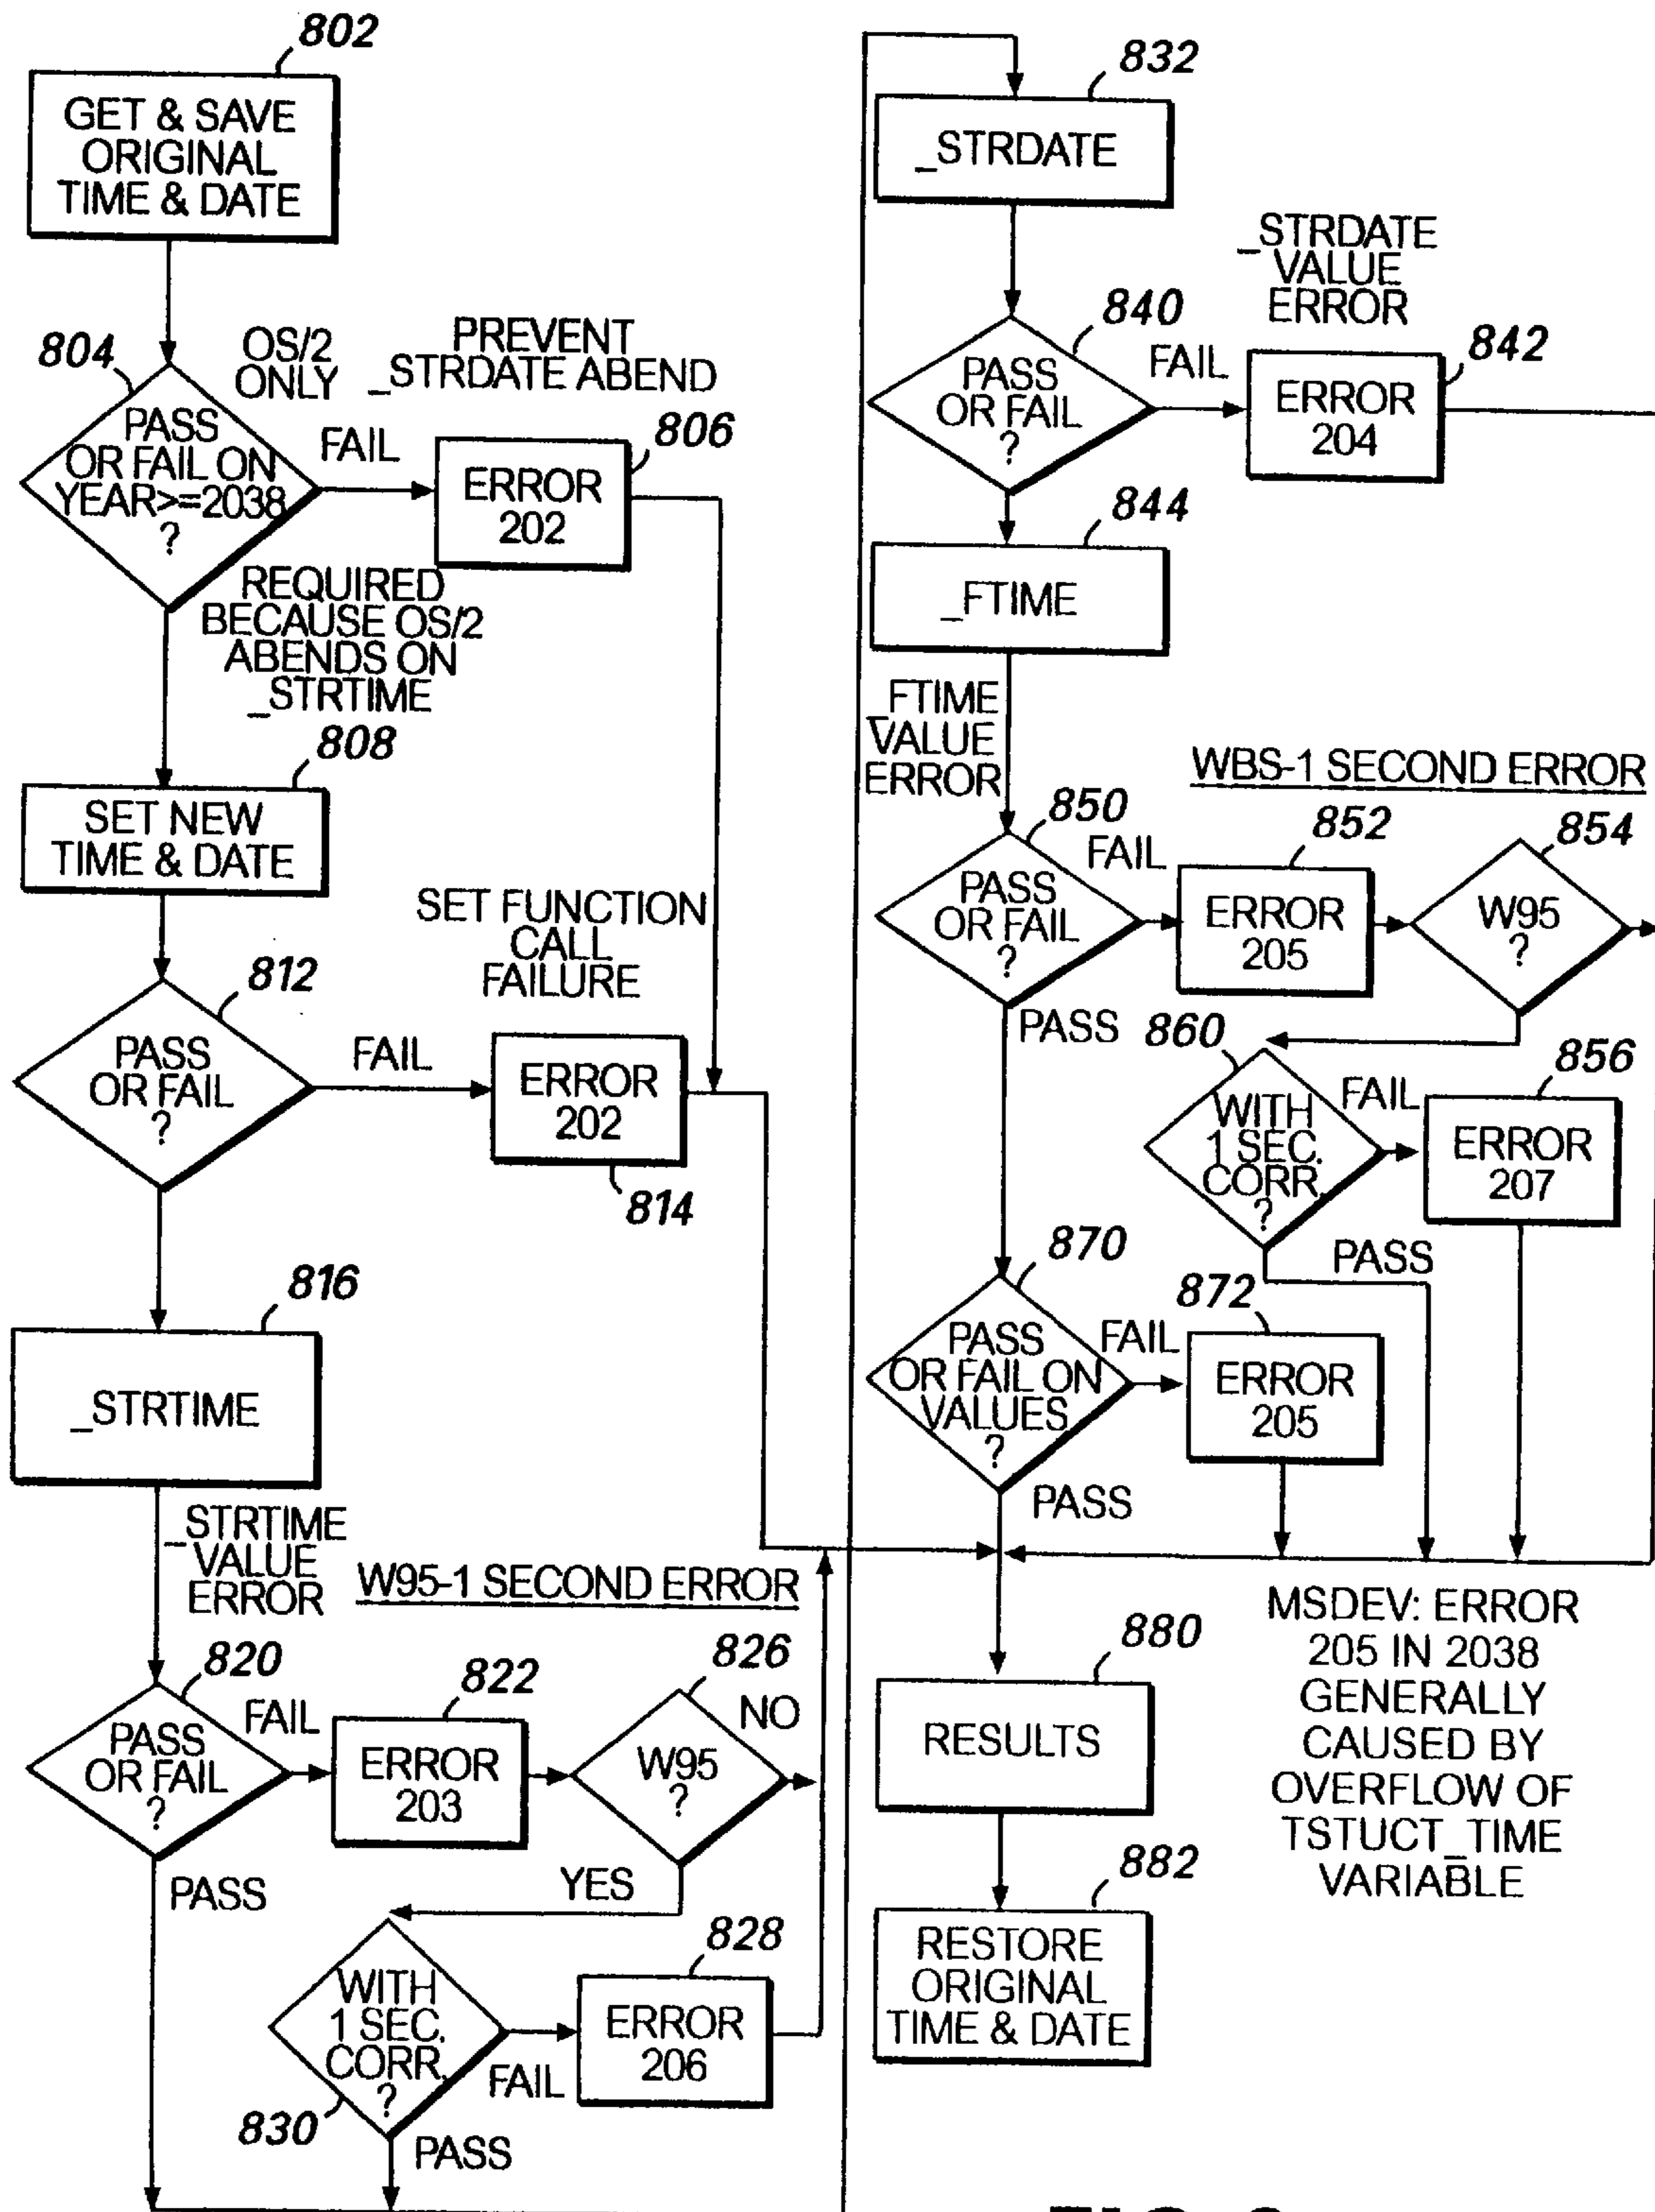 802
GET & SAVE
ORIGINAL
TIME & DATE
804
OS/2
ONLY
PREVENT
_STRDATE ABEND
PASS
OR FAIL ON
YEAR>=2038
?
FAIL
806
ERROR
202
REQUIRED
BECAUSE OS/2
ABENDS ON
_STRTIME
808
SET NEW
TIME & DATE
SET FUNCTION
CALL
FAILURE
812
PASS
OR FAIL
?
FAIL
ERROR
202
814
816
_STRTIME
_STRTIME
VALUE
ERROR
W95-1 SECOND ERROR
820
PASS
OR FAIL
?
FAIL
822
ERROR
203
826
W95
?
NO
YES
PASS
828
WITH
1 SEC.
CORR.
?
FAIL
ERROR
206
830
PASS
832
_STRDATE
_STRDATE
VALUE
ERROR
840
PASS
OR FAIL
?
FAIL
842
ERROR
204
844
_FTIME
_FTIME
VALUE
ERROR
WBS-1 SECOND ERROR
850
PASS
OR FAIL
?
FAIL
852
ERROR
205
854
W95
?
PASS
860
WITH
1 SEC.
CORR.
?
FAIL
856
ERROR
207
PASS
870
PASS
OR FAIL ON
VALUES
?
FAIL
872
ERROR
205
PASS
MSDEV: ERROR
205 IN 2038
GENERALLY
CAUSED BY
OVERFLOW OF
TSTUCT_TIME
VARIABLE
880
RESULTS
882
RESTORE
ORIGINAL
TIME & DATE